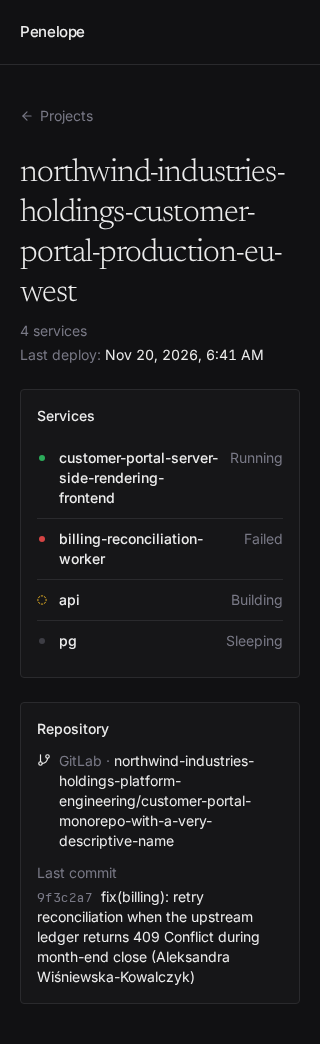 Penelope
Projects
northwind-industries-
holdings-customer-
portal-production-eu-
west
4 services
Last deploy: Nov 20, 2026, 6:41 AM
Services
customer-portal-server- Running
side-rendering-
frontend
billing-reconciliation- Failed
worker
api Building
pg Sleeping
Repository
GitLab · northwind-industries-
holdings-platform-
engineering/customer-portal-
monorepo-with-a-very-
descriptive-name
Last commit
9f3c2a7 fix(billing): retry
reconciliation when the upstream
ledger returns 409 Conflict during
month-end close (Aleksandra
Wiśniewska-Kowalczyk)